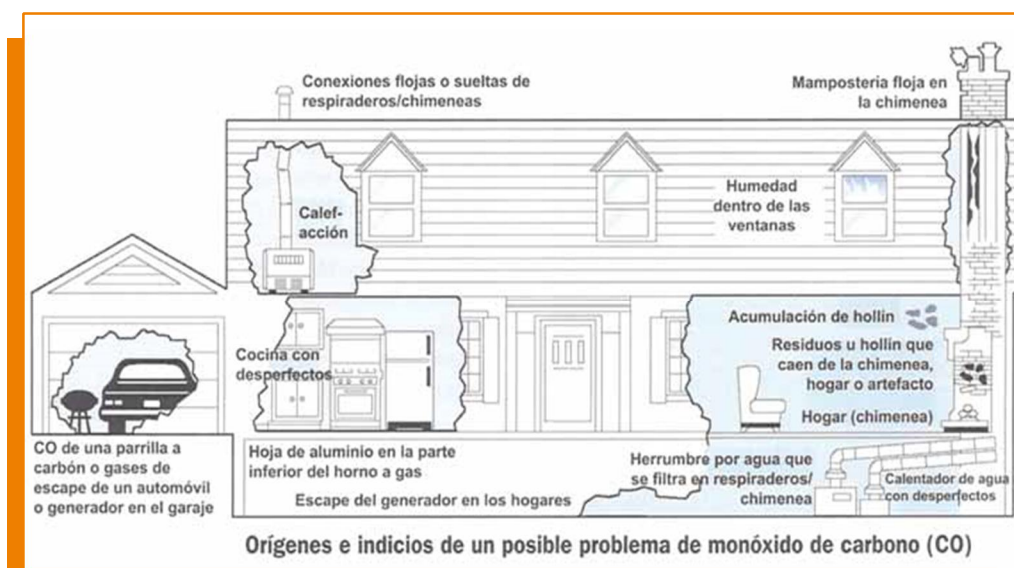 Conexiones flojas o sueltas de
respiraderos/chimeneas
Mampostería floja en
la chimenea
Calef-
acción
Humedad
dentro de las
ventanas
Cocina con
desperfectos
Acumulación de hollín
Residuos u hollín que
caen de la chimenea,
hogar o artefacto
Hogar (chimenea)
CO de una parrilla a
carbón o gases de
escape de un automóvil
o generador en el garaje
Hoja de aluminio en la parte
inferior del horno a gas
Escape del generador en los hogares
Herrumbre por agua que
se filtra en respiraderos/
chimenea
Calentador de agua
con desperfectos
Orígenes e indicios de un posible problema de monóxido de carbono (CO)